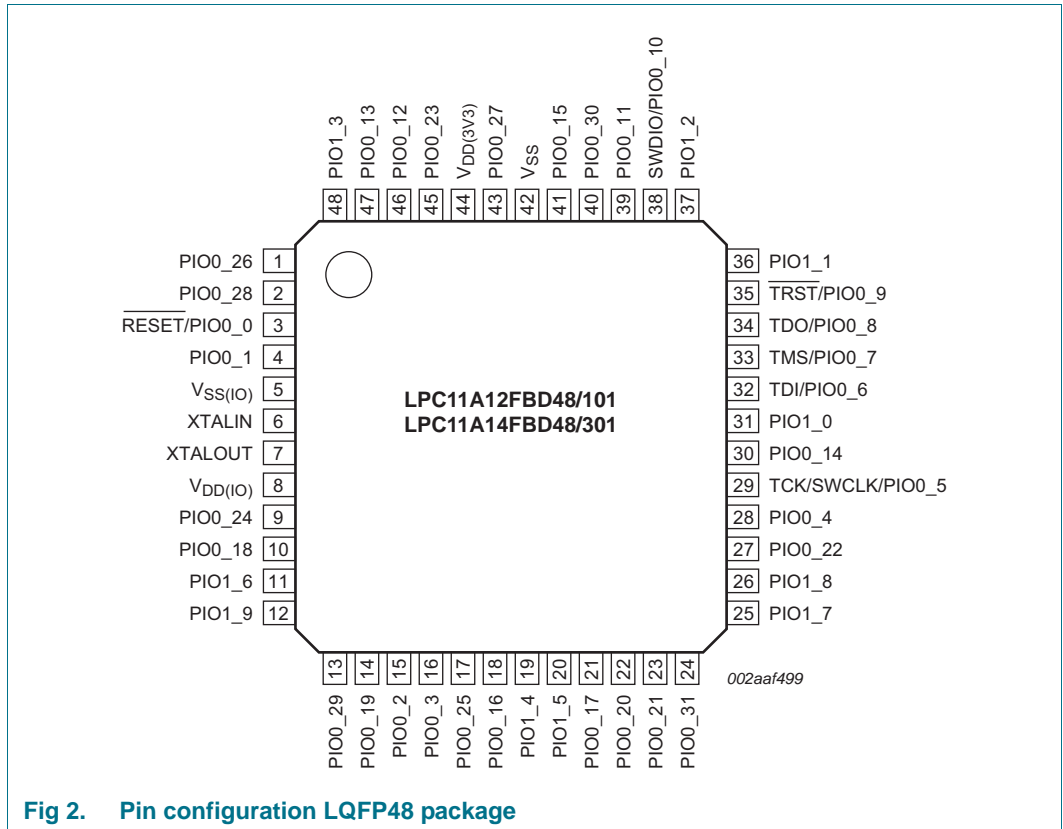 SWDIO/PIO0_10
PIO1_3
PIO0_13
PIO0_12
PIO0_23
VDD(3V3)
PIO0_27
VSS
PIO0_15
PIO0_30
PIO0_11
PIO1_2
48
47
46
45
44
43
42
41
40
39
38
37
PIO0_26 1
PIO0_28 2
RESET/PIO0_0 3
PIO0_1 4
VSS(IO) 5
XTALIN 6
XTALOUT 7
VDD(IO) 8
PIO0_24 9
PIO0_18 10
PIO1_6 11
PIO1_9 12
LPC11A12FBD48/101
LPC11A14FBD48/301
36 PIO1_1
35 TRST/PIO0_9
34 TDO/PIO0_8
33 TMS/PIO0_7
32 TDI/PIO0_6
31 PIO1_0
30 PIO0_14
29 TCK/SWCLK/PIO0_5
28 PIO0_4
27 PIO0_22
26 PIO1_8
25 PIO1_7
13
14
15
16
17
18
19
20
21
22
23
24
PIO0_29
PIO0_19
PIO0_2
PIO0_3
PIO0_25
PIO0_16
PIO1_4
PIO1_5
PIO0_17
PIO0_20
PIO0_21
PIO0_31
002aaf499
Fig 2. Pin configuration LQFP48 package